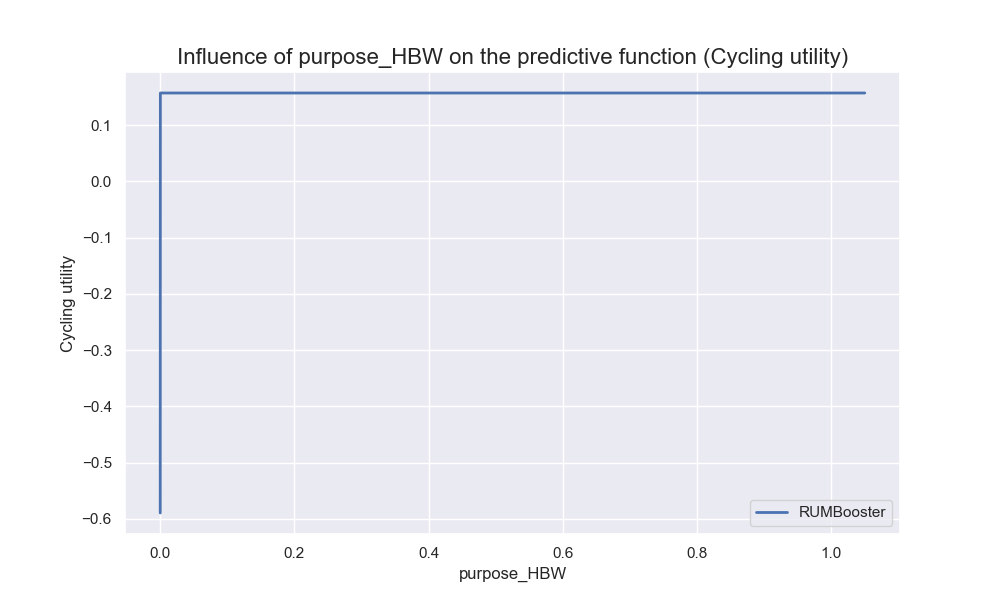 Influence of purpose_HBW on the predictive function (Cycling utility)
0.1
0.0
−0.1
−0.2
−0.3
−0.4
−0.5
−0.6
Cycling utility
RUMBooster
0.0 0.2 0.4 0.6 0.8 1.0
purpose_HBW